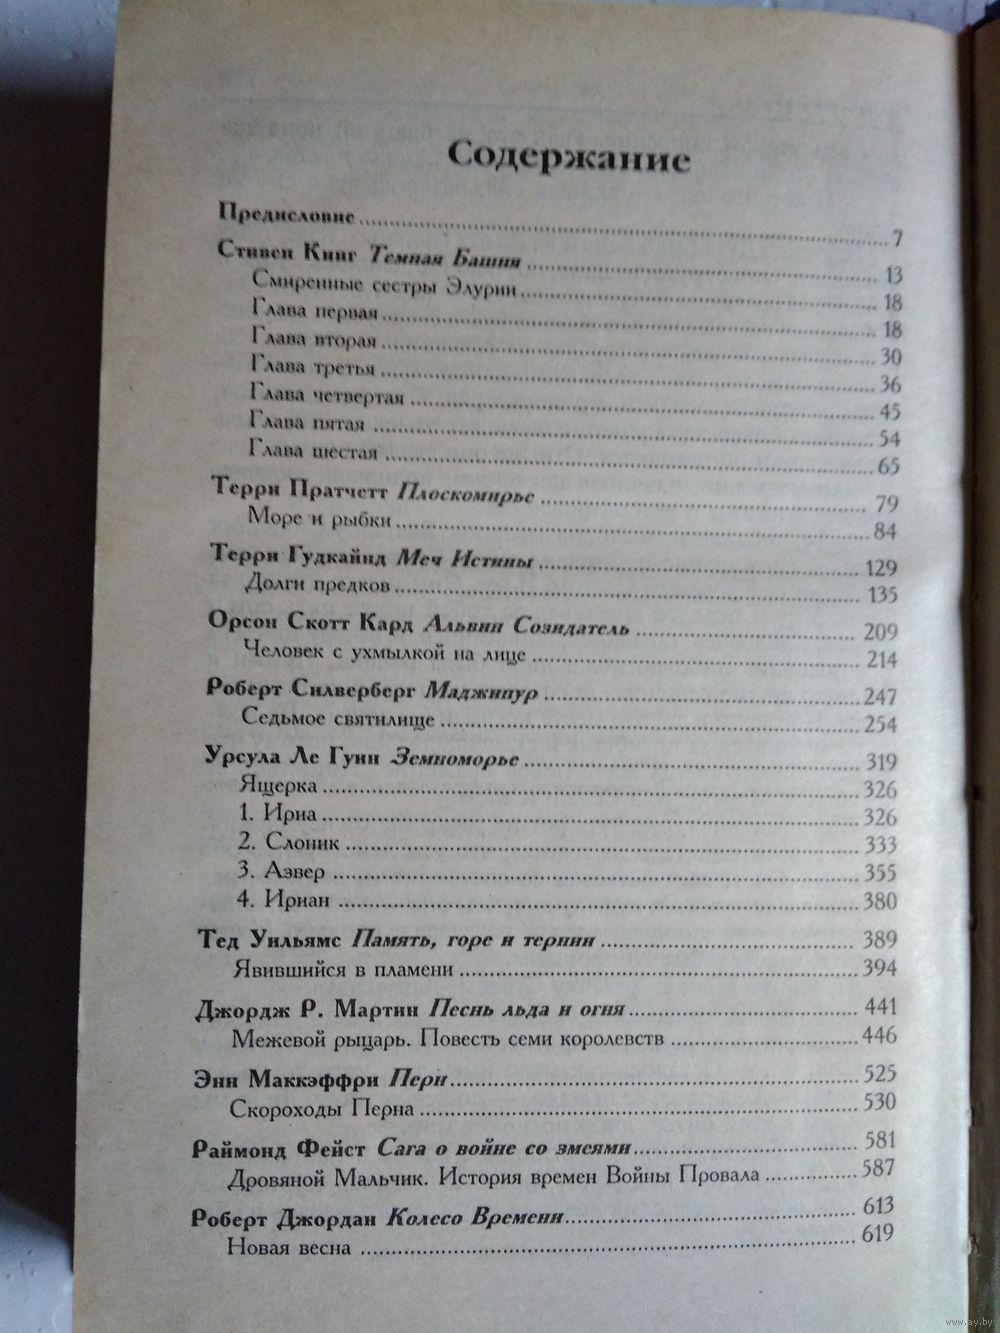 Содержание
Предисловие 7
Стивен Кинг Темная Башня 13
Смиренные сестры Элурии 18
Глава первая 18
Глава вторая 30
Глава третья 36
Глава четвертая 45
Глава пятая 54
Глава шестая 65
Терри Пратчетт Плоскомирье 79
Море и рыбки 84
Терри Гудкайнд Меч Истины 129
Долги предков 135
Орсон Скотт Кард Альвин Созидатель 209
Человек с ухмылкой на лице 214
Роберт Силверберг Маджипур 247
Седьмое святилище 254
Урсула Ле Гуин Земноморье 319
Ящерка 326
1. Ириа 326
2. Слоник 333
3. Азвер 355
4. Ириан 380
Тед Уильямс Память, горе и тернии 389
Явившийся в пламени 394
Джордж Р. Мартин Песнь льда и огня 441
Межевой рыцарь. Повесть семи королевств 446
Энн Маккэффри Перн 525
Скороходы Перна 530
Раймонд Фейст Сага о войне со змеями 581
Дровяной Мальчик. История времен Войны Провала 587
Роберт Джордан Колесо Времени 613
Новая весна 619
www.ay.by